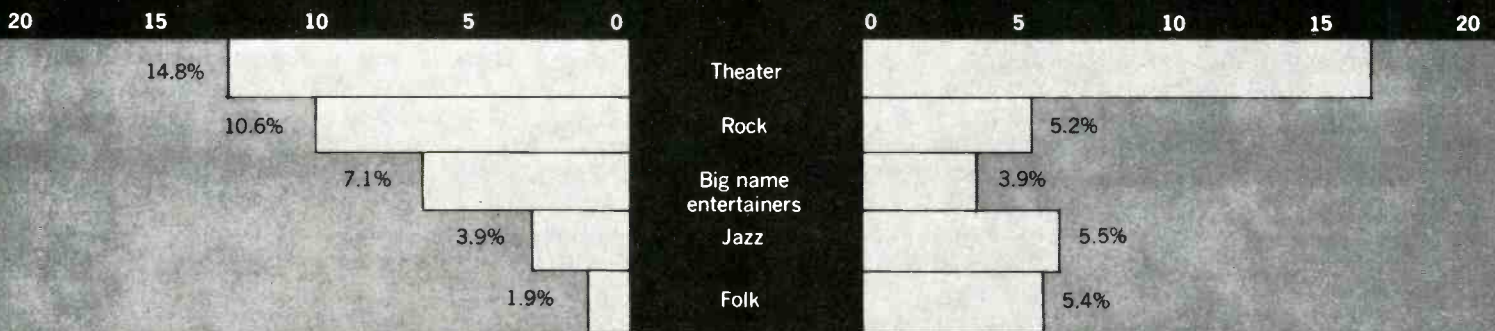 20 15 10 5 0 0 5 10 15 20
14.8% Theater
10.6% Rock 5.2%
7.1% Big name 3.9%
entertainers
3.9% Jazz 5.5%
1.9% Folk 5.4%